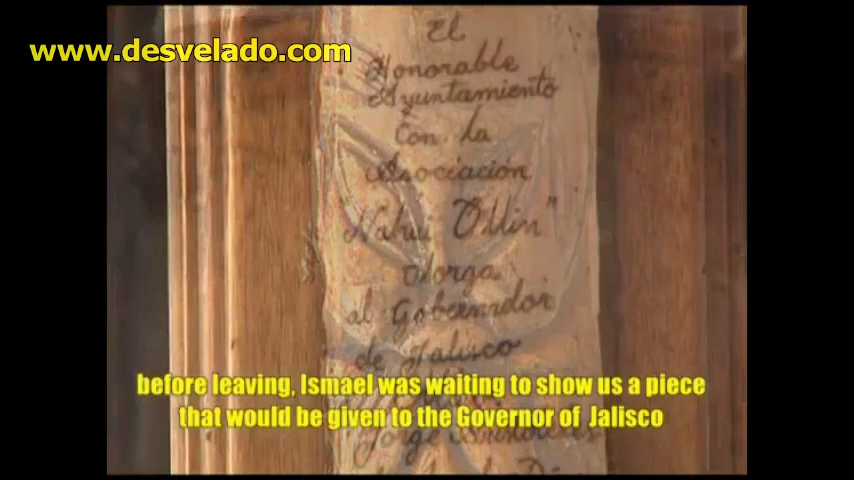 www.desvelado.com
El
Honorable
Ayuntamiento
Con la
Asociación
"Nahui Ollin"
otorga
al Gobernador
de Jalisco
before leaving, Ismael was waiting to show us a piece
that would be given to the Governor of Jalisco
Jorge